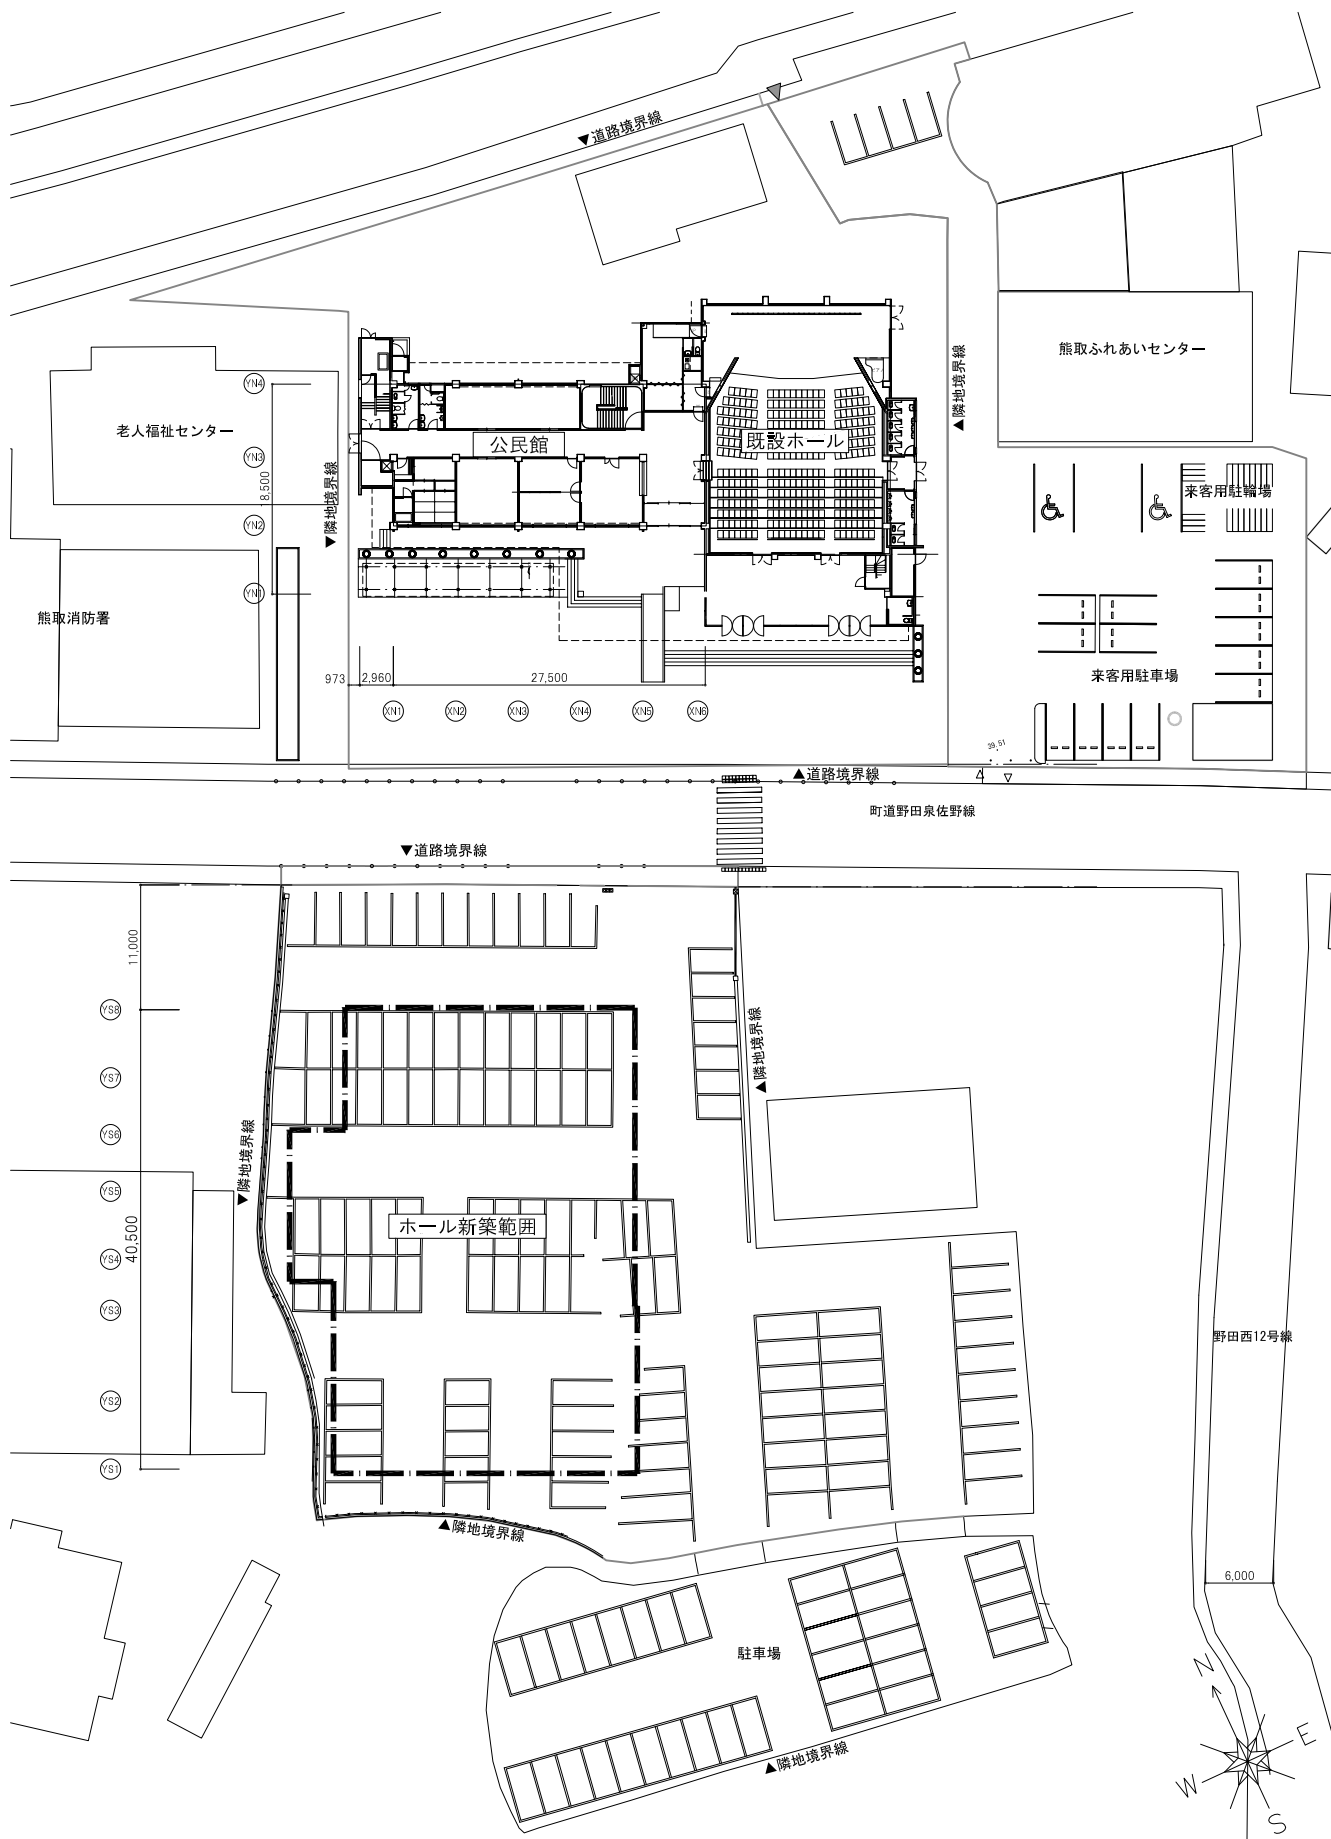 ▼道路境界線
熊取ふれあいセンター
▲隣地境界線
YN4
老人福祉センター
公民館
既設ホール
YN3
8,500
▼隣地境界線
来客用駐輪場
YN2
YN1
熊取消防署
973
2,960
27,500
来客用駐車場
XN1
XN2
XN3
XN4
XN5
XN6
39.51
▲道路境界線
町道野田泉佐野線
▼道路境界線
11,000
YS8
▲隣地境界線
YS7
YS6
▼隣地境界線
YS5
40,500
ホール新築範囲
YS4
YS3
野田西12号線
YS2
YS1
▲隣地境界線
6,000
駐車場
▲隣地境界線
N
E
W
S